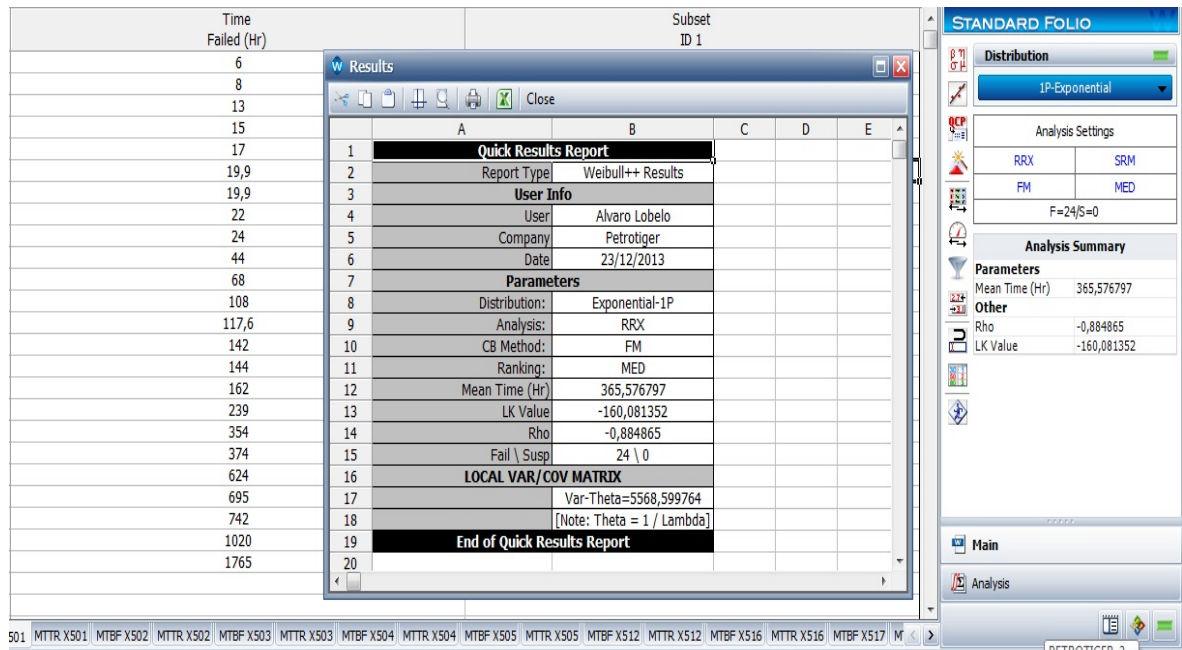 Time
Failed (Hr)
Subset
ID 1
6
8
13
15
17
19,9
19,9
22
24
44
68
108
117,6
142
144
162
239
354
374
624
695
742
1020
1765
Results
Close
A B C D E
1 Quick Results Report
2 Report Type Weibull++ Results
3 User Info
4 User Alvaro Lobelo
5 Company Petrotiger
6 Date 23/12/2013
7 Parameters
8 Distribution: Exponential-1P
9 Analysis: RRX
10 CB Method: FM
11 Ranking: MED
12 Mean Time (Hr) 365,576797
13 LK Value -160,081352
14 Rho -0,884865
15 Fail \ Susp 24 \ 0
16 LOCAL VAR/COV MATRIX
17 Var-Theta=5568,599764
18 [Note: Theta = 1 / Lambda]
19 End of Quick Results Report
20
STANDARD FOLIO
β η
σ μ
Distribution
1P-Exponential
QCP
Analysis Settings
RRX SRM
FM MED
F=24/S=0
Analysis Summary
Parameters
Mean Time (Hr) 365,576797
Other
Rho -0,884865
LK Value -160,081352
Main
Analysis
501 MTTR X501 MTBF X502 MTTR X502 MTBF X503 MTTR X503 MTBF X504 MTTR X504 MTBF X505 MTTR X505 MTBF X512 MTTR X512 MTBF X516 MTTR X516 MTBF X517